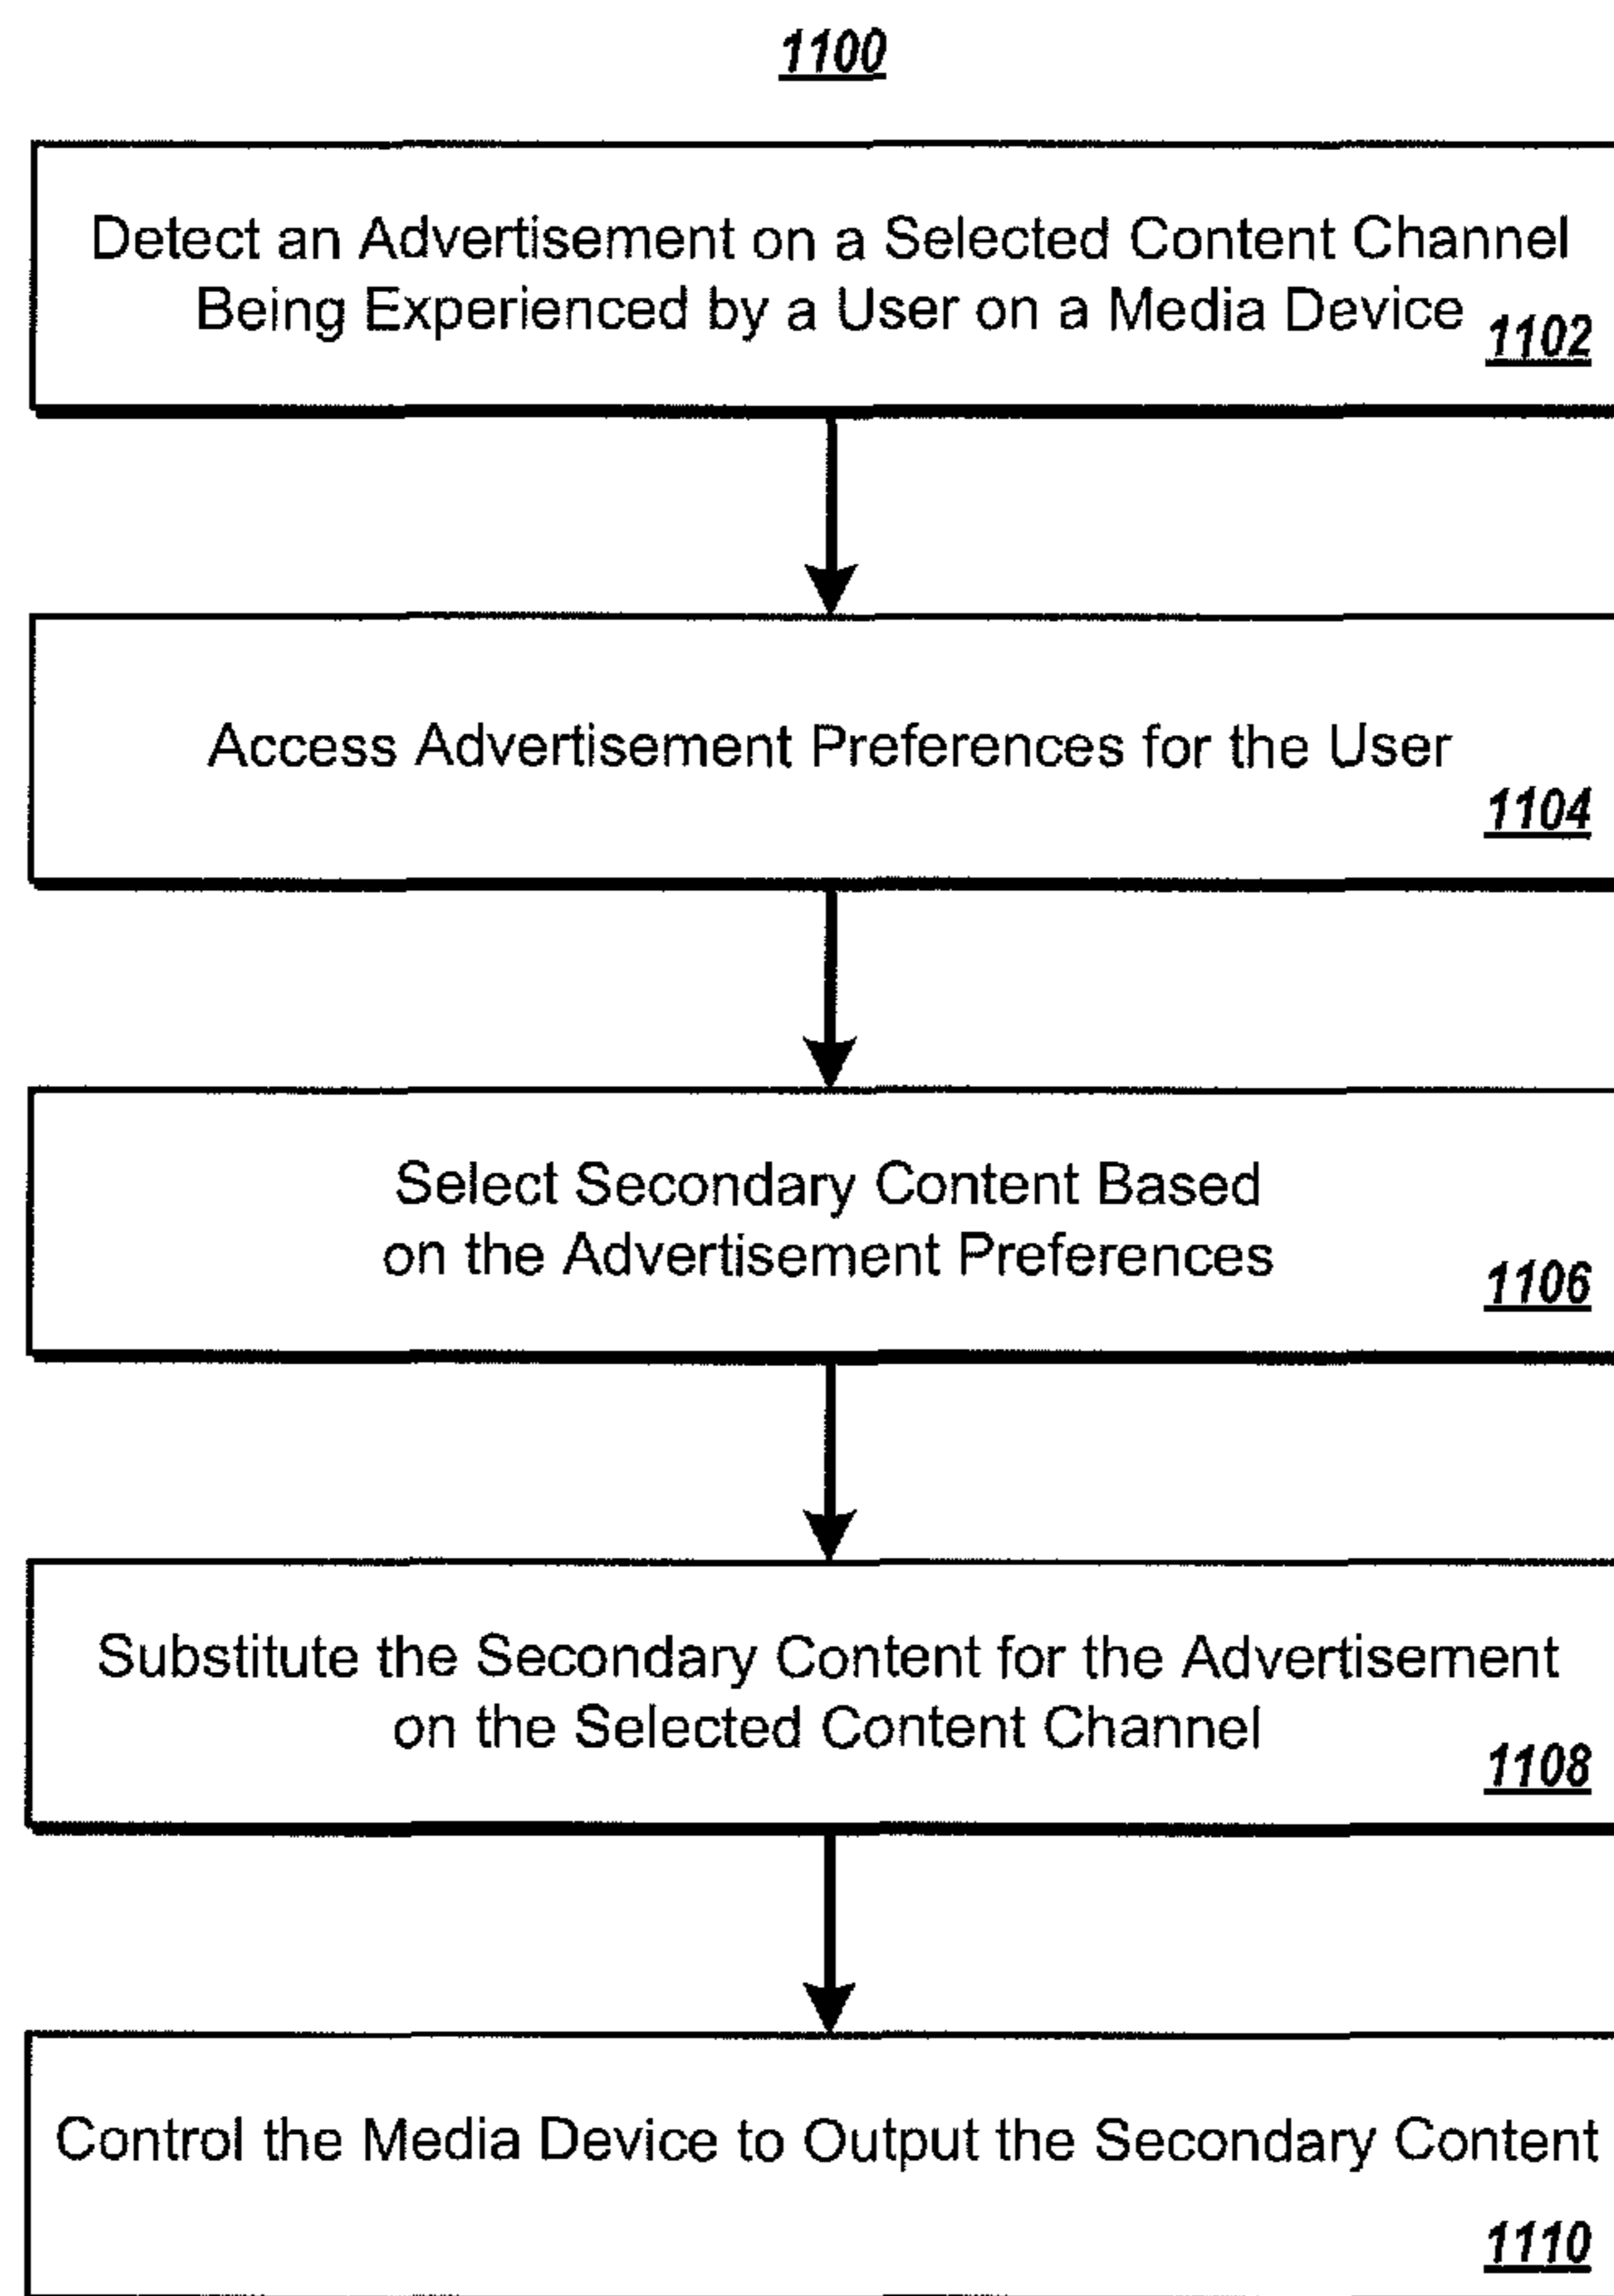 1100
Detect an Advertisement on a Selected Content Channel
Being Experienced by a User on a Media Device
1102
Access Advertisement Preferences for the User
1104
Select Secondary Content Based
on the Advertisement Preferences
1106
Substitute the Secondary Content for the Advertisement
on the Selected Content Channel
1108
Control the Media Device to Output the Secondary Content
1110